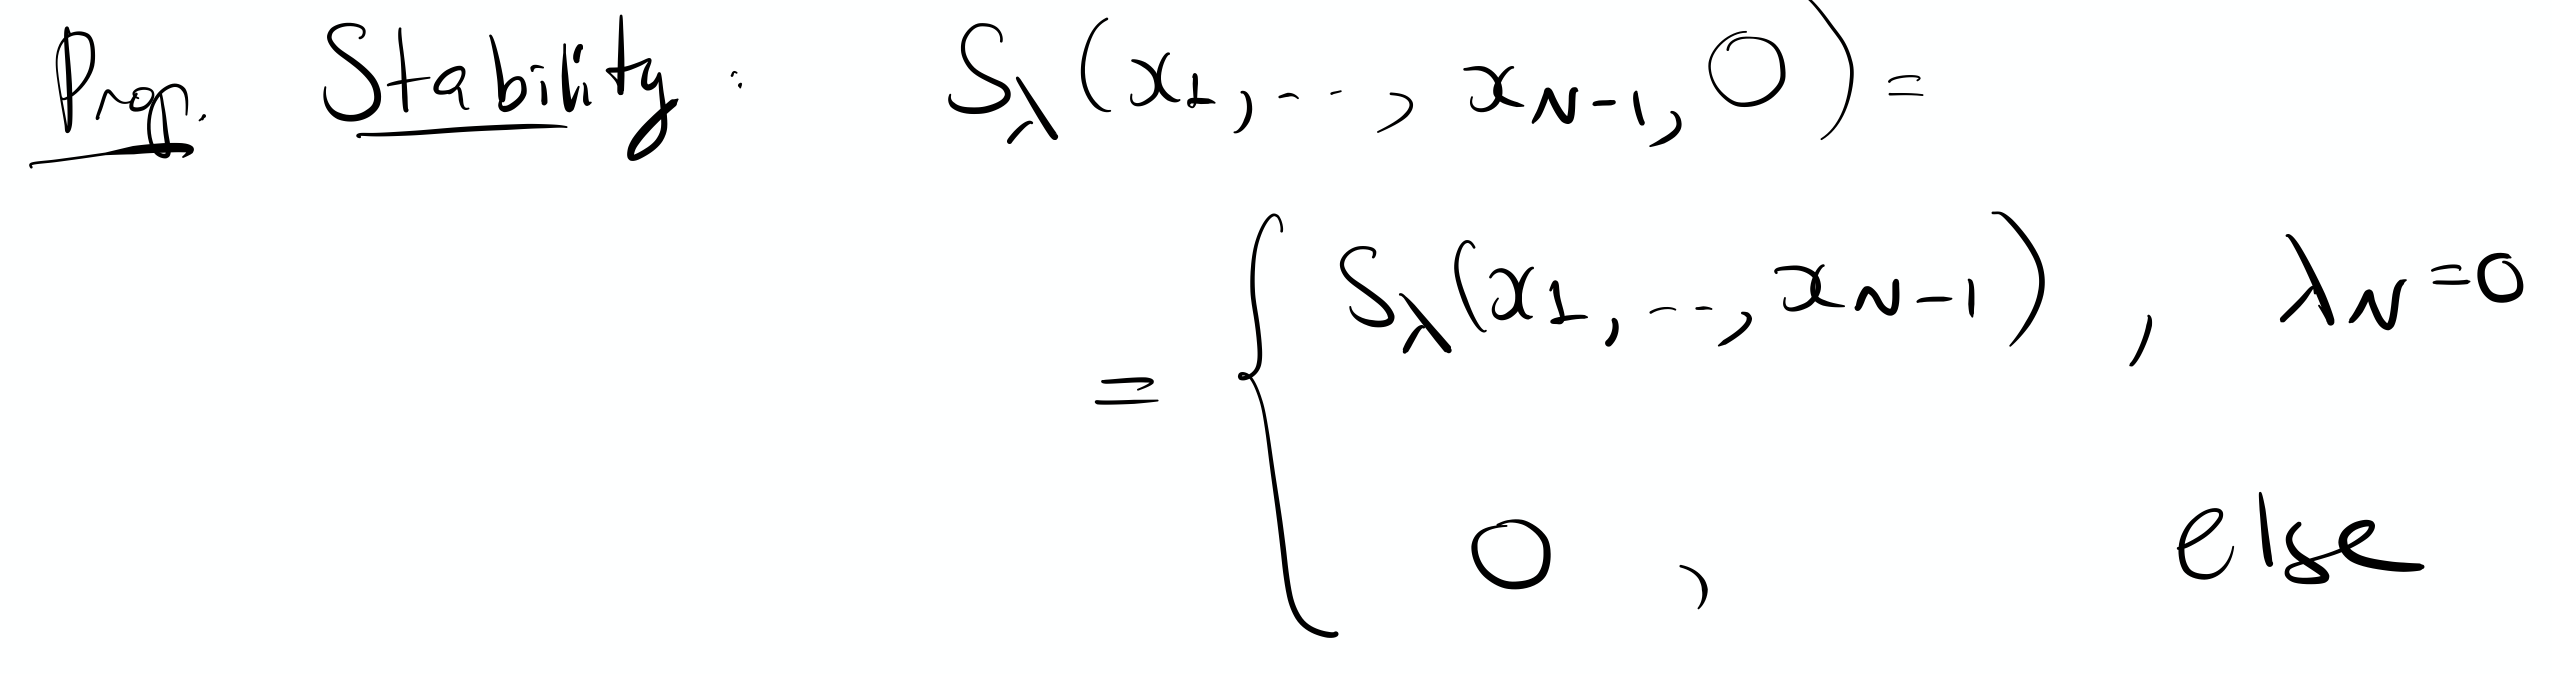 Prop. Stability: S_λ(x_1, ..., x_{N-1}, 0) =
= { S_λ(x_1, ..., x_{N-1}) , λ_N = 0
0 , else